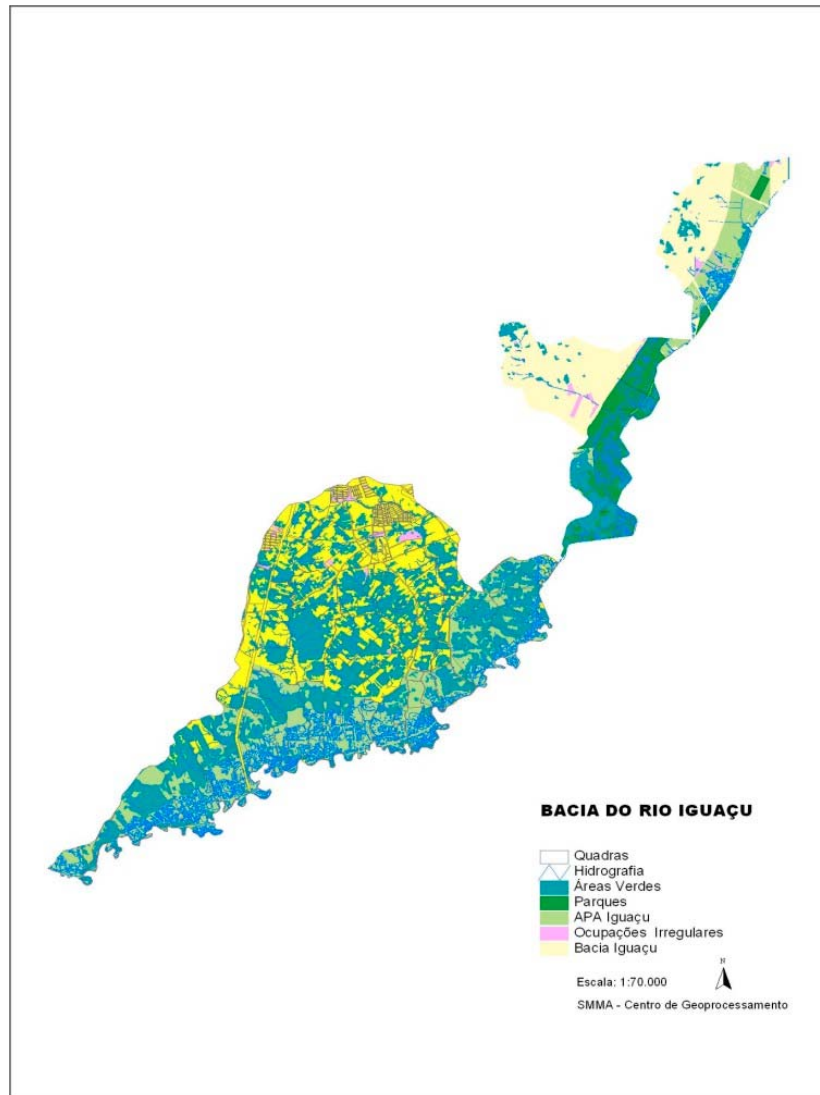 BACIA DO RIO IGUAÇU
Quadras
Hidrografia
Áreas Verdes
Parques
APA Iguaçu
Ocupações Irregulares
Bacia Iguaçu
N
Escala: 1:70.000
SMMA - Centro de Geoprocessamento